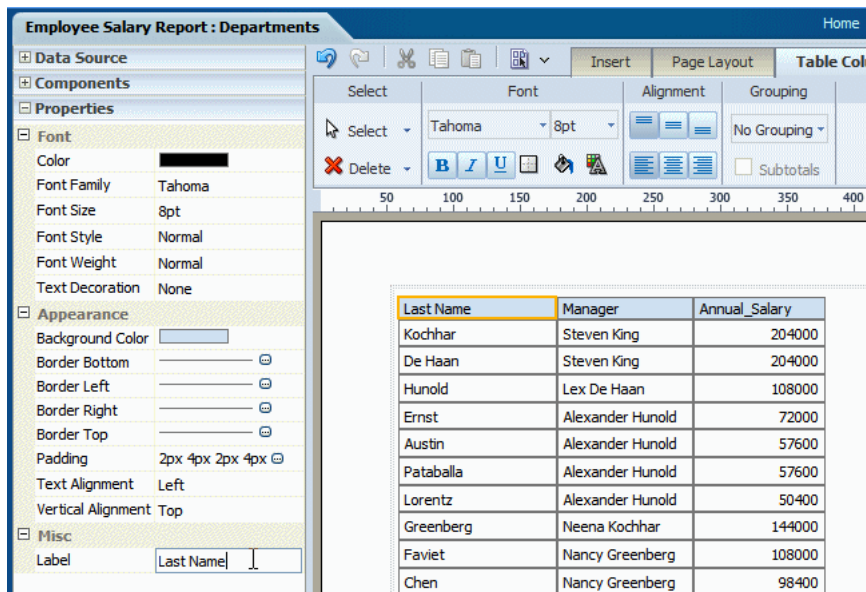 Employee Salary Report : Departments
Home
Data Source
Components
Properties
Font
Color
Font Family Tahoma
Font Size 8pt
Font Style Normal
Font Weight Normal
Text Decoration None
Appearance
Background Color
Border Bottom
Border Left
Border Right
Border Top
Padding 2px 4px 2px 4px
Text Alignment Left
Vertical Alignment Top
Misc
Label Last Name
Insert Page Layout Table Col
Select Font Alignment Grouping
Select Tahoma 8pt No Grouping
Delete B I U Subtotals
50 100 150 200 250 300 350 400
Last Name Manager Annual_Salary
Kochhar Steven King 204000
De Haan Steven King 204000
Hunold Lex De Haan 108000
Ernst Alexander Hunold 72000
Austin Alexander Hunold 57600
Pataballa Alexander Hunold 57600
Lorentz Alexander Hunold 50400
Greenberg Neena Kochhar 144000
Faviet Nancy Greenberg 108000
Chen Nancy Greenberg 98400